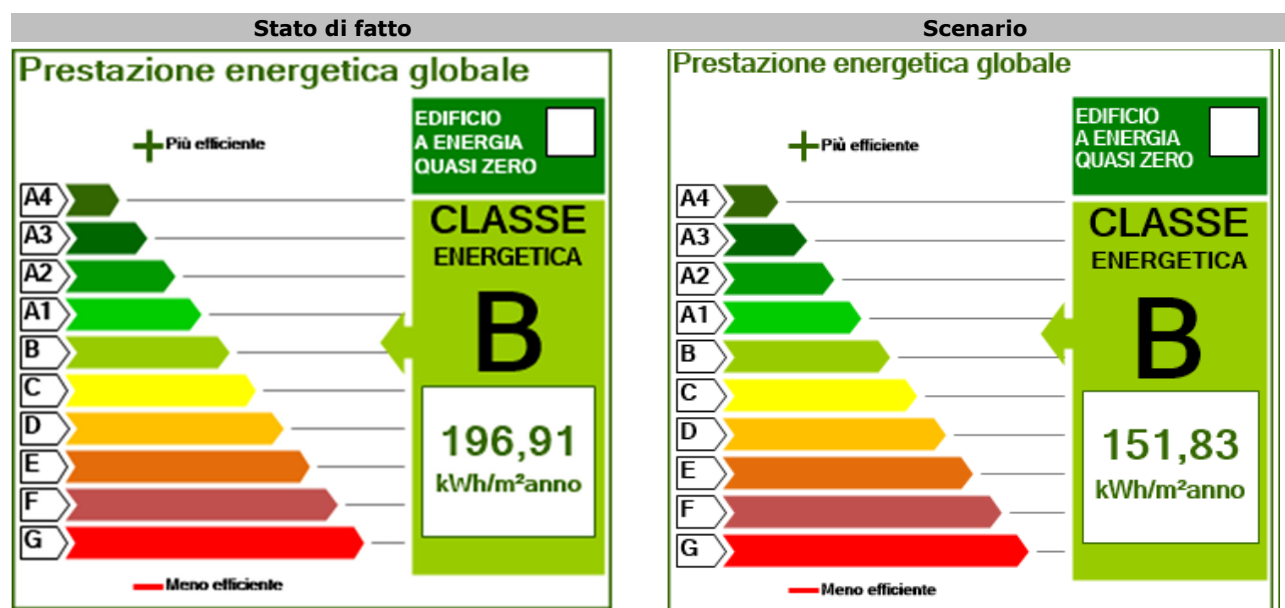 Stato di fatto
Prestazione energetica globale
Più efficiente
EDIFICIO
A ENERGIA
QUASI ZERO
A4
A3
A2
A1
B
C
D
E
F
G
CLASSE
ENERGETICA
B
196,91
kWh/m²anno
Meno efficiente
Scenario
Prestazione energetica globale
Più efficiente
EDIFICIO
A ENERGIA
QUASI ZERO
A4
A3
A2
A1
B
C
D
E
F
G
CLASSE
ENERGETICA
B
151,83
kWh/m²anno
Meno efficiente